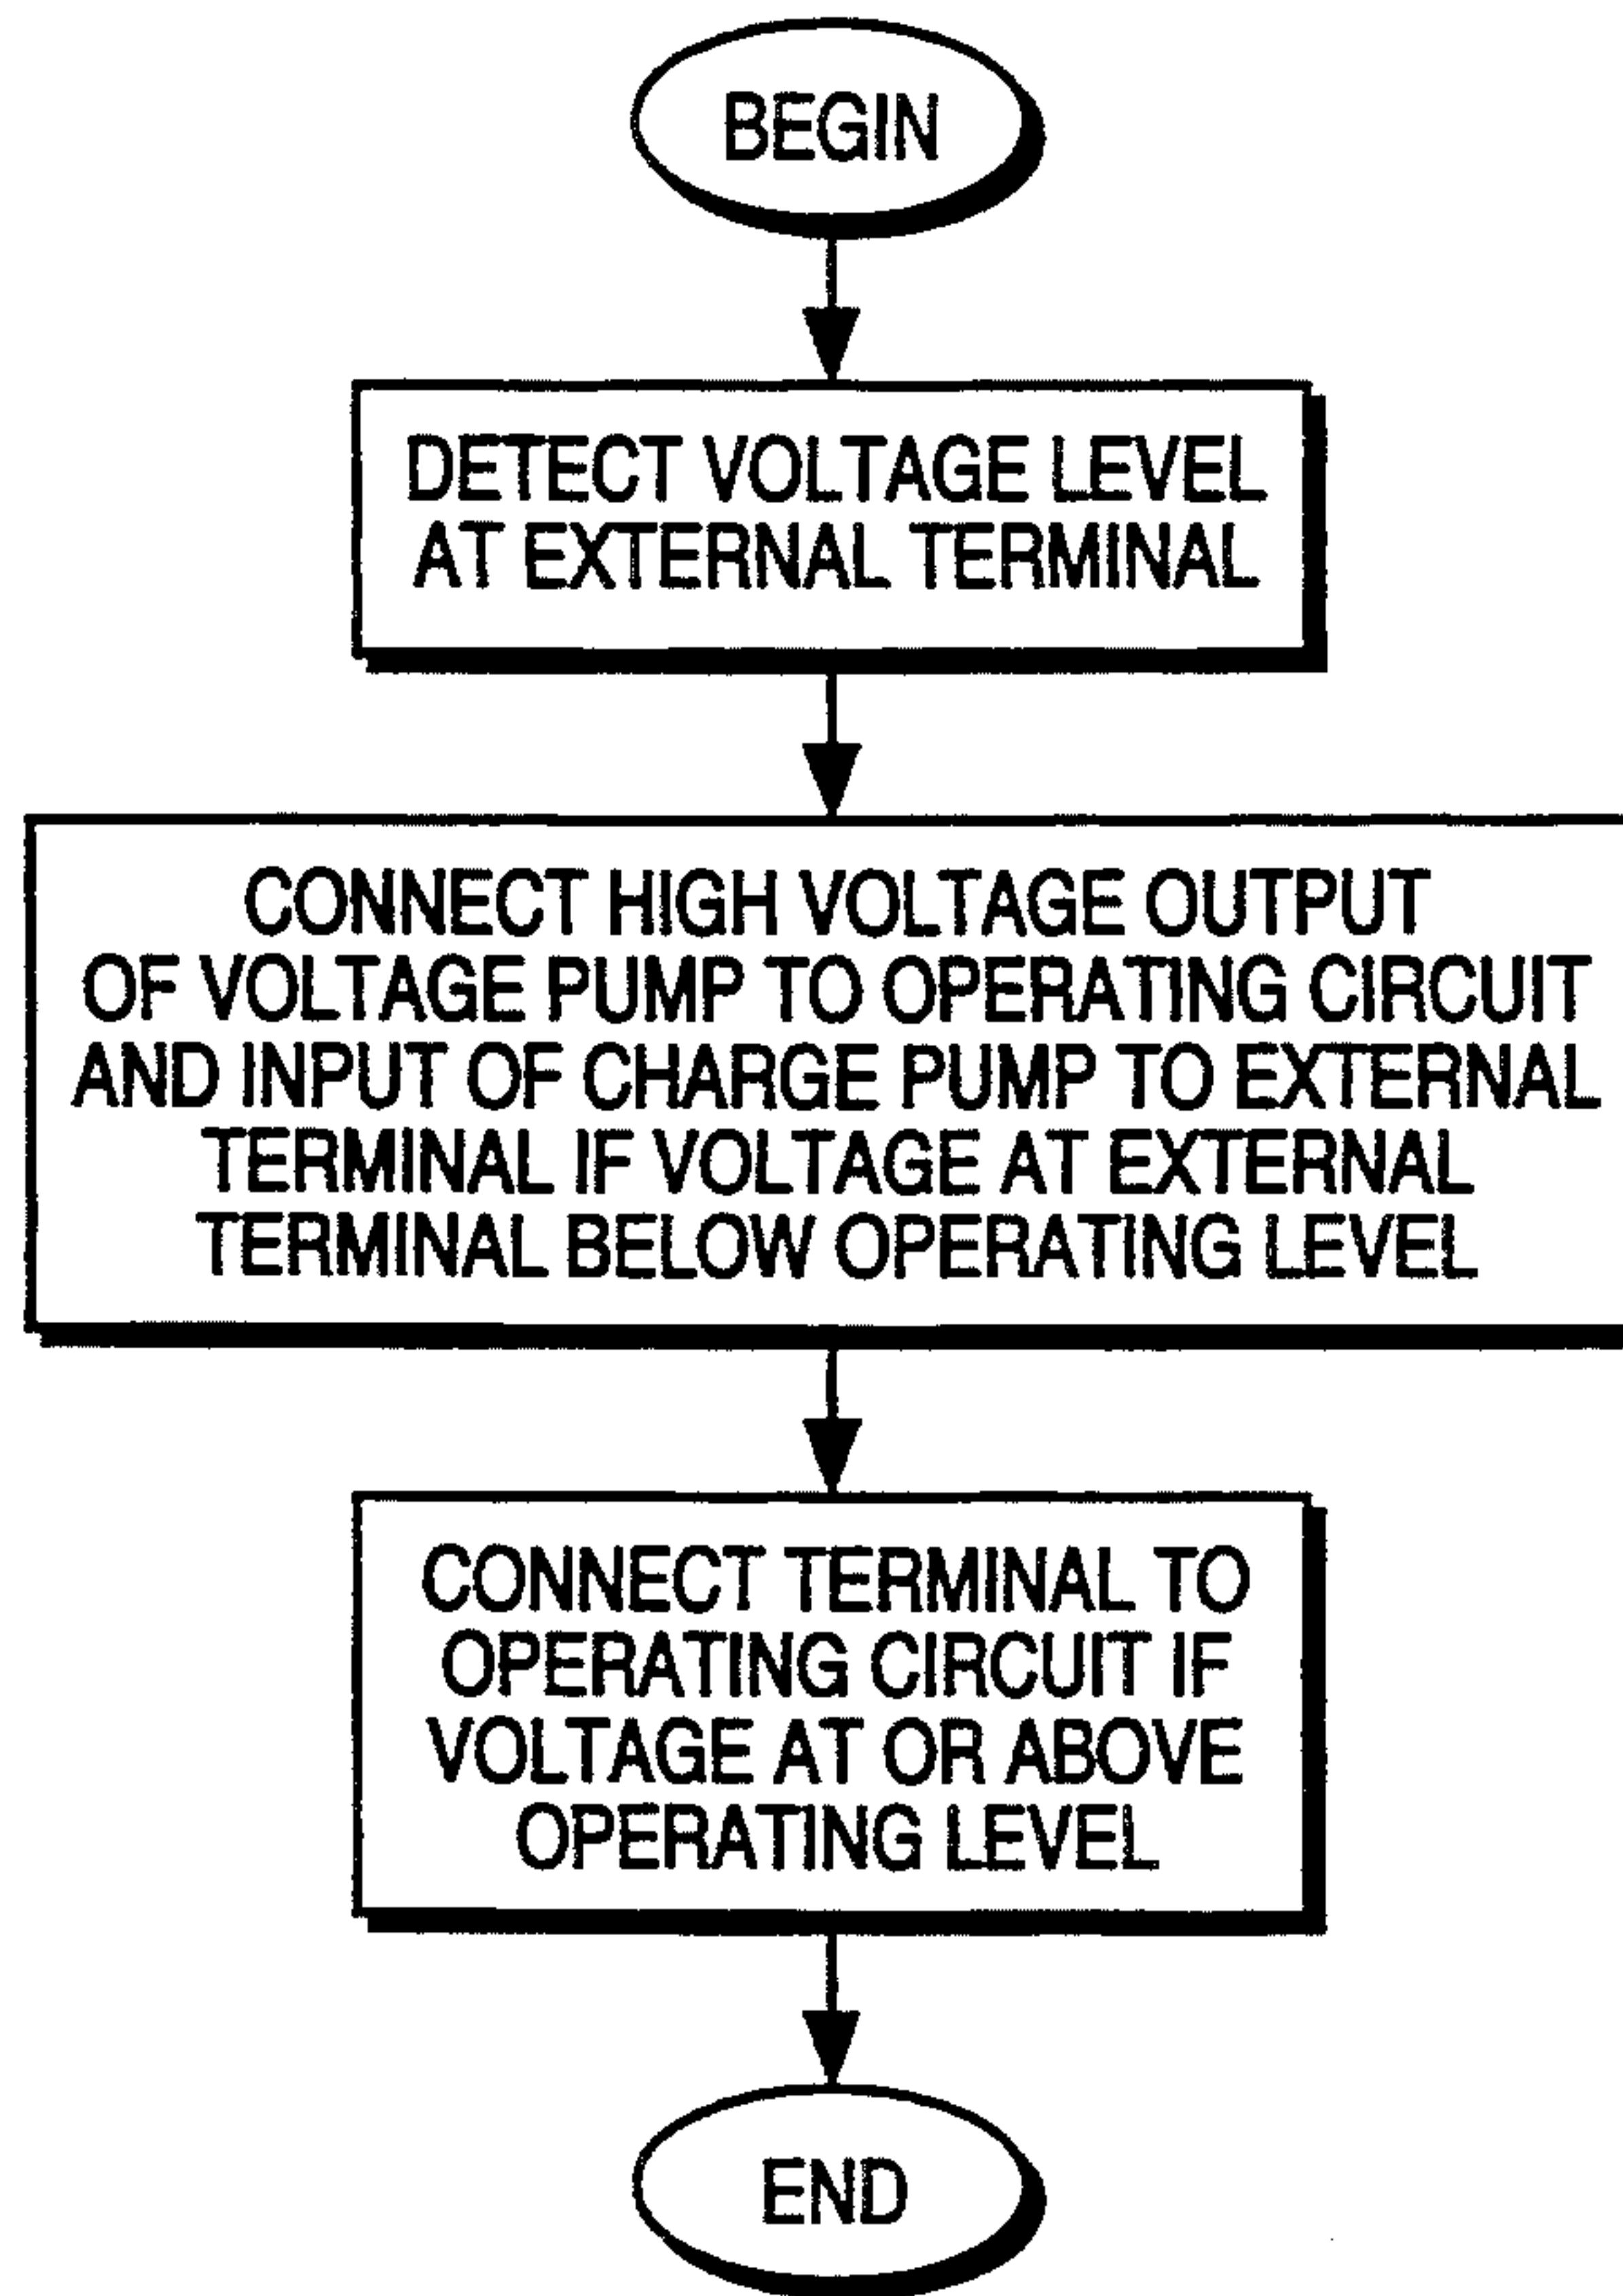 BEGIN
DETECT VOLTAGE LEVEL
AT EXTERNAL TERMINAL
CONNECT HIGH VOLTAGE OUTPUT
OF VOLTAGE PUMP TO OPERATING CIRCUIT
AND INPUT OF CHARGE PUMP TO EXTERNAL
TERMINAL IF VOLTAGE AT EXTERNAL
TERMINAL BELOW OPERATING LEVEL
CONNECT TERMINAL TO
OPERATING CIRCUIT IF
VOLTAGE AT OR ABOVE
OPERATING LEVEL
END